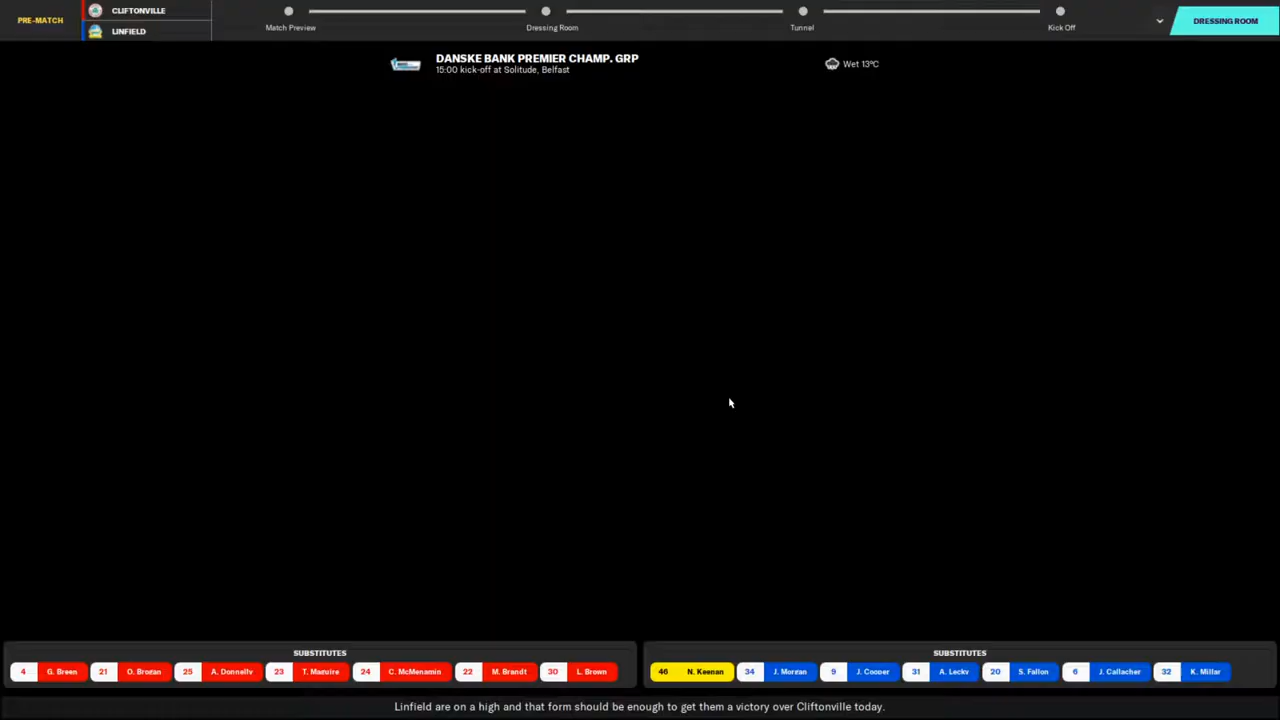 PRE-MATCH
CLIFTONVILLE
LINFIELD
Match Preview
Dressing Room
Tunnel
Kick Off
DRESSING ROOM
DANSKE BANK PREMIER CHAMP. GRP
15:00 kick-off at Solitude, Belfast
Wet 13°C
SUBSTITUTES
4 G. Breen 21 O. Brogan 25 A. Donnelly 23 T. Maguire 24 C. McMenamin 22 M. Brandt 30 L. Brown
SUBSTITUTES
46 N. Keenan 34 J. Morgan 9 J. Cooper 31 A. Lecky 20 S. Fallon 6 J. Callacher 32 K. Millar
Linfield are on a high and that form should be enough to get them a victory over Cliftonville today.